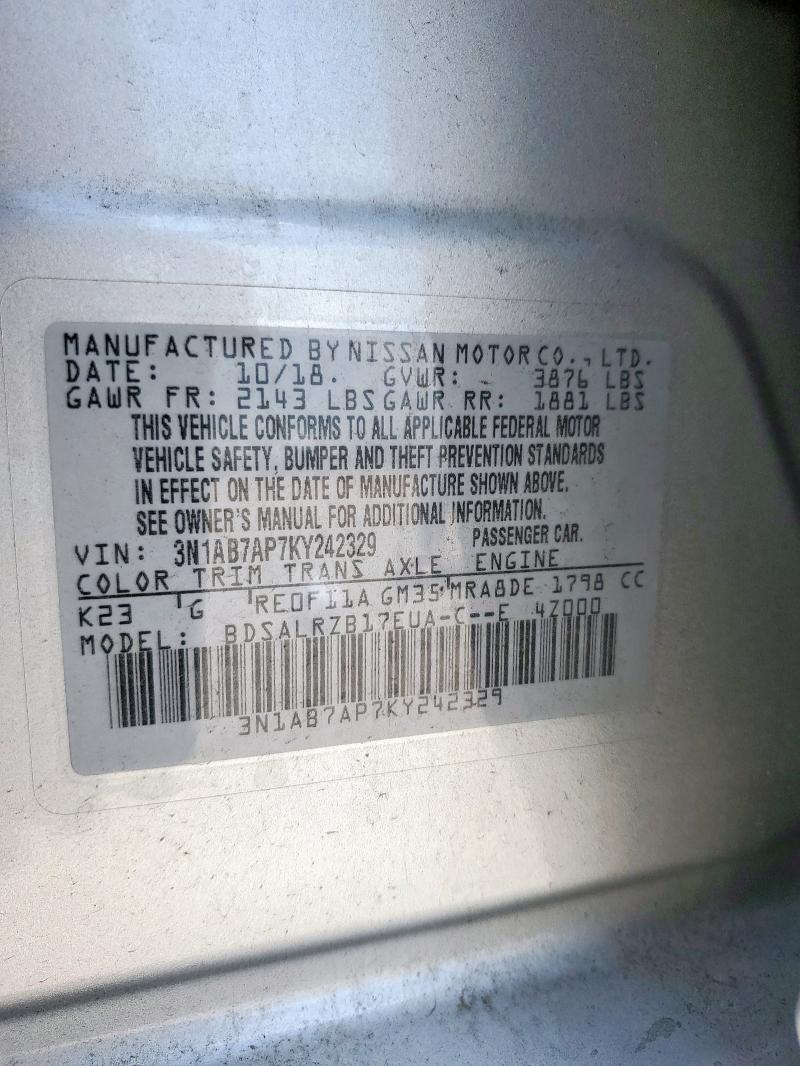 MANUFACTURED BY NISSAN MOTOR CO., LTD.
DATE: 10/18. GVWR: 3876 LBS
GAWR FR: 2143 LBS GAWR RR: 1881 LBS
THIS VEHICLE CONFORMS TO ALL APPLICABLE FEDERAL MOTOR
VEHICLE SAFETY, BUMPER AND THEFT PREVENTION STANDARDS
IN EFFECT ON THE DATE OF MANUFACTURE SHOWN ABOVE.
SEE OWNER'S MANUAL FOR ADDITIONAL INFORMATION.
VIN: 3N1AB7AP7KY242329 PASSENGER CAR.
COLOR TRIM TRANS AXLE ENGINE
K23 G RE0F11A GM35 MRA8DE 1798 CC
MODEL: BDSALRZB17EUA-C--E 4Z000
3N1AB7AP7KY242329